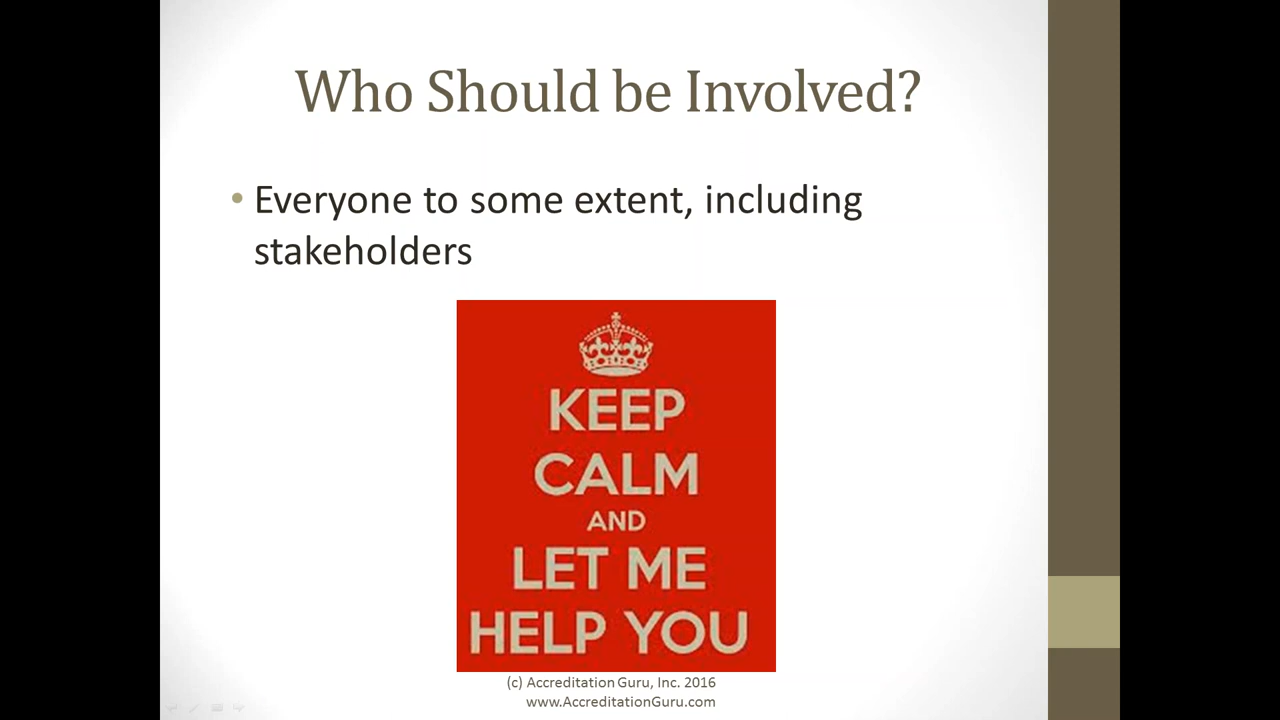 Who Should be Involved?
• Everyone to some extent, including
stakeholders
KEEP
CALM
AND
LET ME
HELP YOU
(c) Accreditation Guru, Inc. 2016
www.AccreditationGuru.com